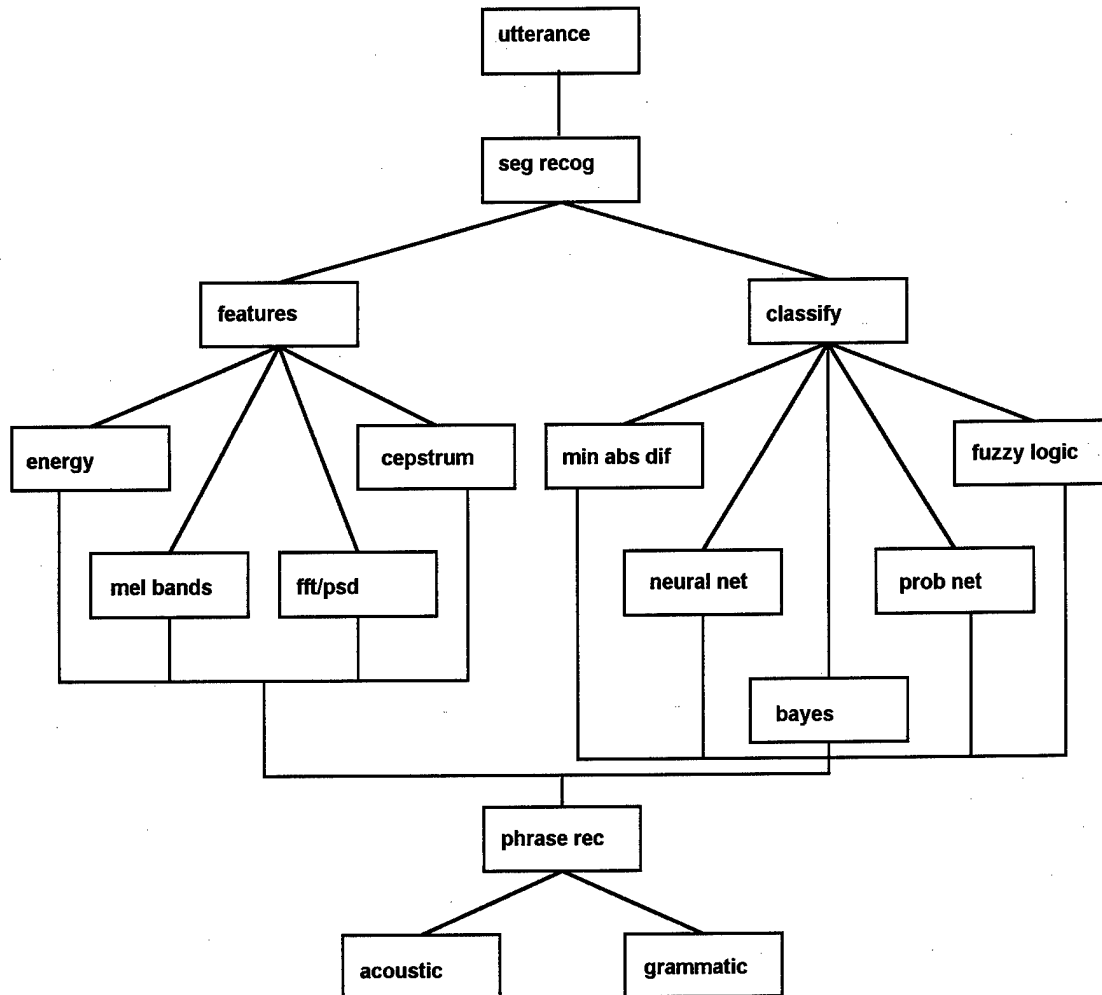 utterance
seg recog
features
classify
energy
cepstrum
min abs dif
fuzzy logic
mel bands
fft/psd
neural net
prob net
bayes
phrase rec
acoustic
grammatic